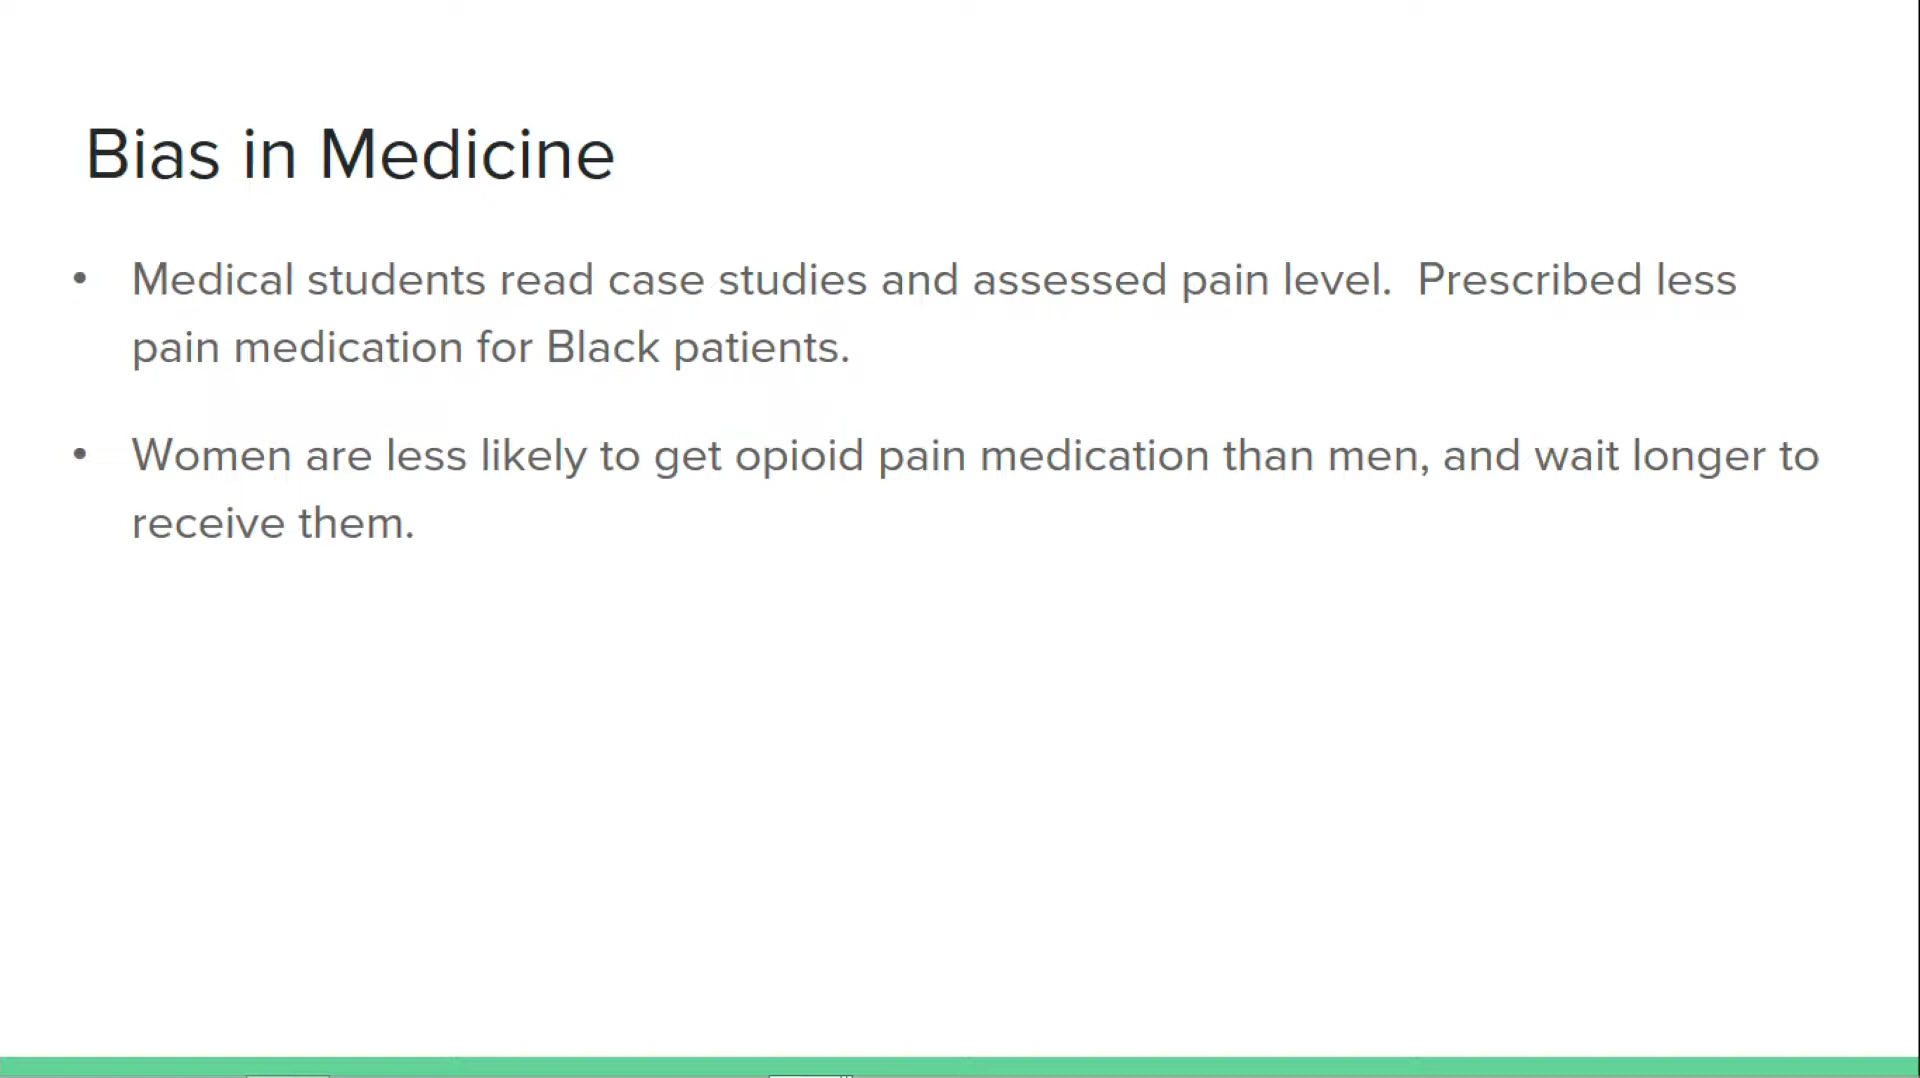 Bias in Medicine
• Medical students read case studies and assessed pain level.  Prescribed less
pain medication for Black patients.
• Women are less likely to get opioid pain medication than men, and wait longer to
receive them.